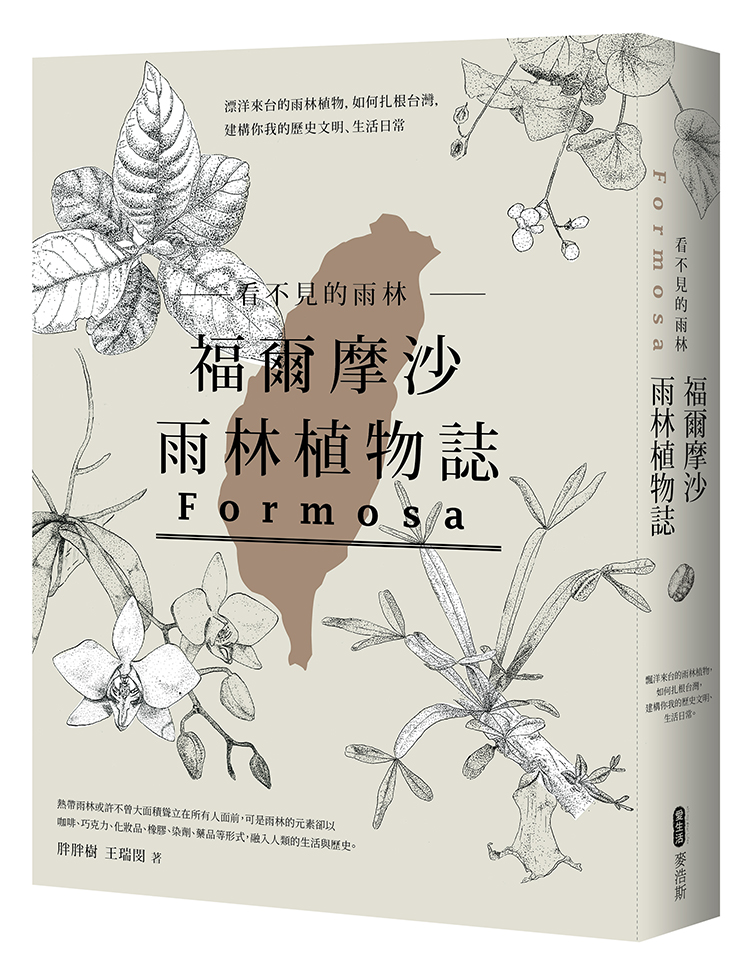 漂洋來台的雨林植物，如何扎根台灣，
建構你我的歷史文明、生活日常
看不見的雨林
福爾摩沙
雨林植物誌
Formosa
熱帶雨林或許不曾大面積聳立在所有人面前，可是雨林的元素卻以
咖啡、巧克力、化妝品、橡膠、染劑、藥品等形式，融入人類的生活與歷史。
胖胖樹 王瑞閔 著
Formosa
看不見的雨林
福爾摩沙
雨林植物誌
飄洋來台的雨林植物，
如何扎根台灣，
建構你我的歷史文明、
生活日常。
愛生活
麥浩斯